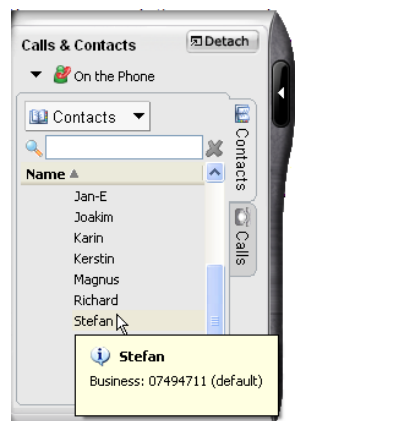 Calls & Contacts
Detach
On the Phone
Contacts
Name
Jan-E
Joakim
Karin
Kerstin
Magnus
Richard
Stefan
Stefan
Business: 07494711 (default)
Contacts
Calls